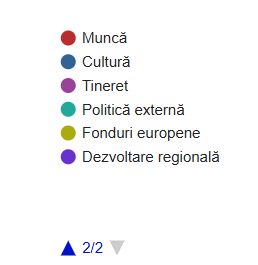 Muncă
Cultură
Tineret
Politică externă
Fonduri europene
Dezvoltare regională
2/2